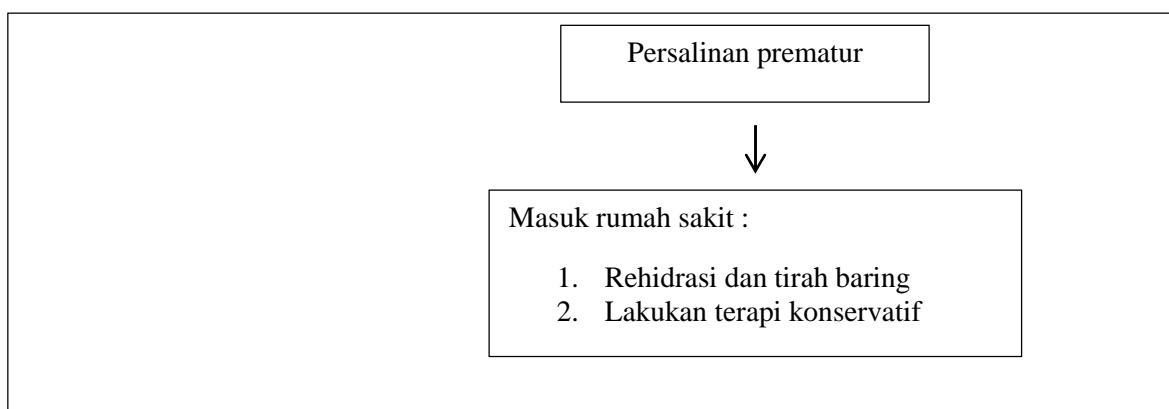 Persalinan prematur
Masuk rumah sakit :
1. Rehidrasi dan tirah baring
2. Lakukan terapi konservatif